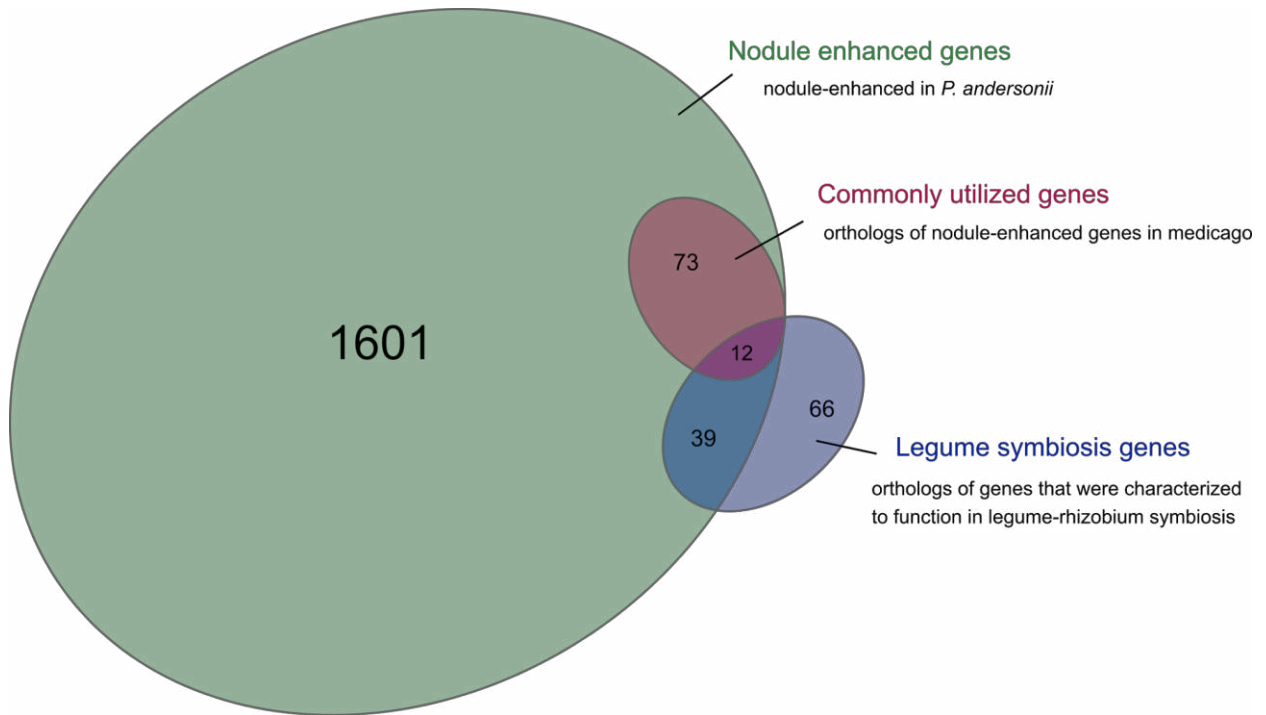 Nodule enhanced genes
nodule-enhanced in P. andersonii
Commonly utilized genes
orthologs of nodule-enhanced genes in medicago
73
1601
12
66
39
Legume symbiosis genes
orthologs of genes that were characterized
to function in legume-rhizobium symbiosis